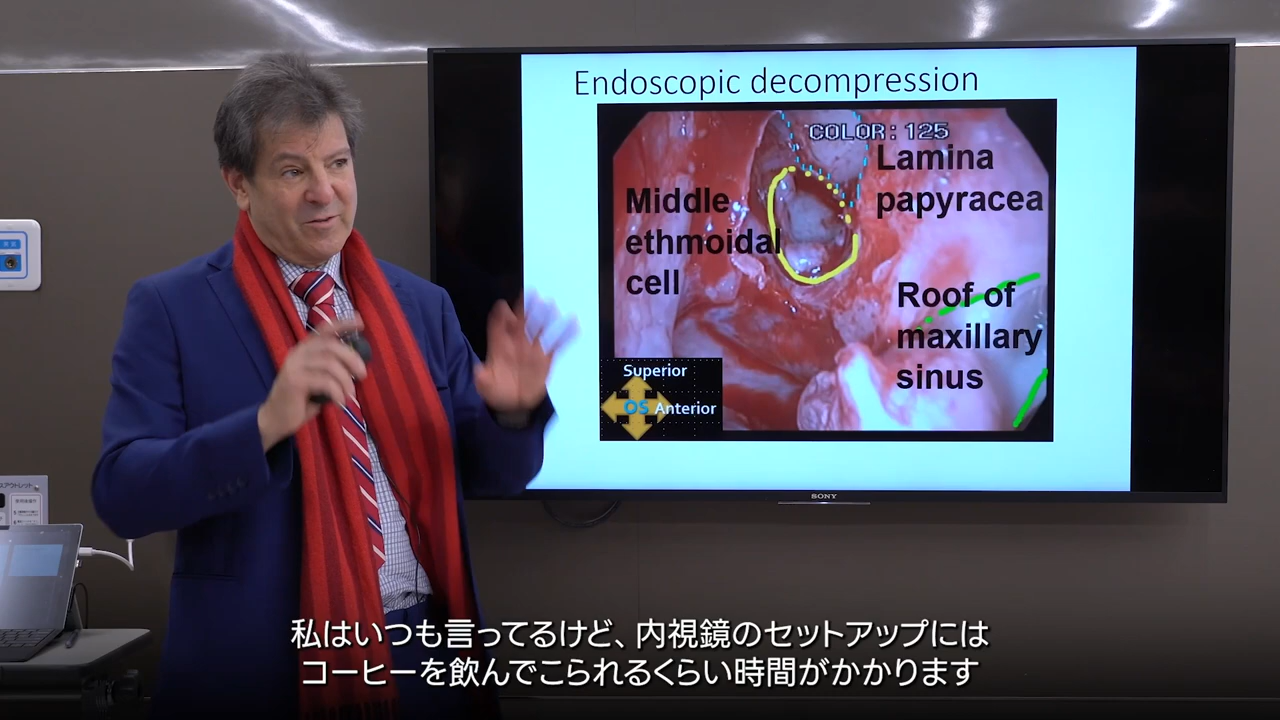 Endoscopic decompression
COLOR: 125
Lamina
papyracea
Middle
ethmoidal
cell
Roof of
maxillary
sinus
Superior
OS Anterior
SONY
私はいつも言ってるけど、内視鏡のセットアップには
コーヒーを飲んでこられるくらい時間がかかります